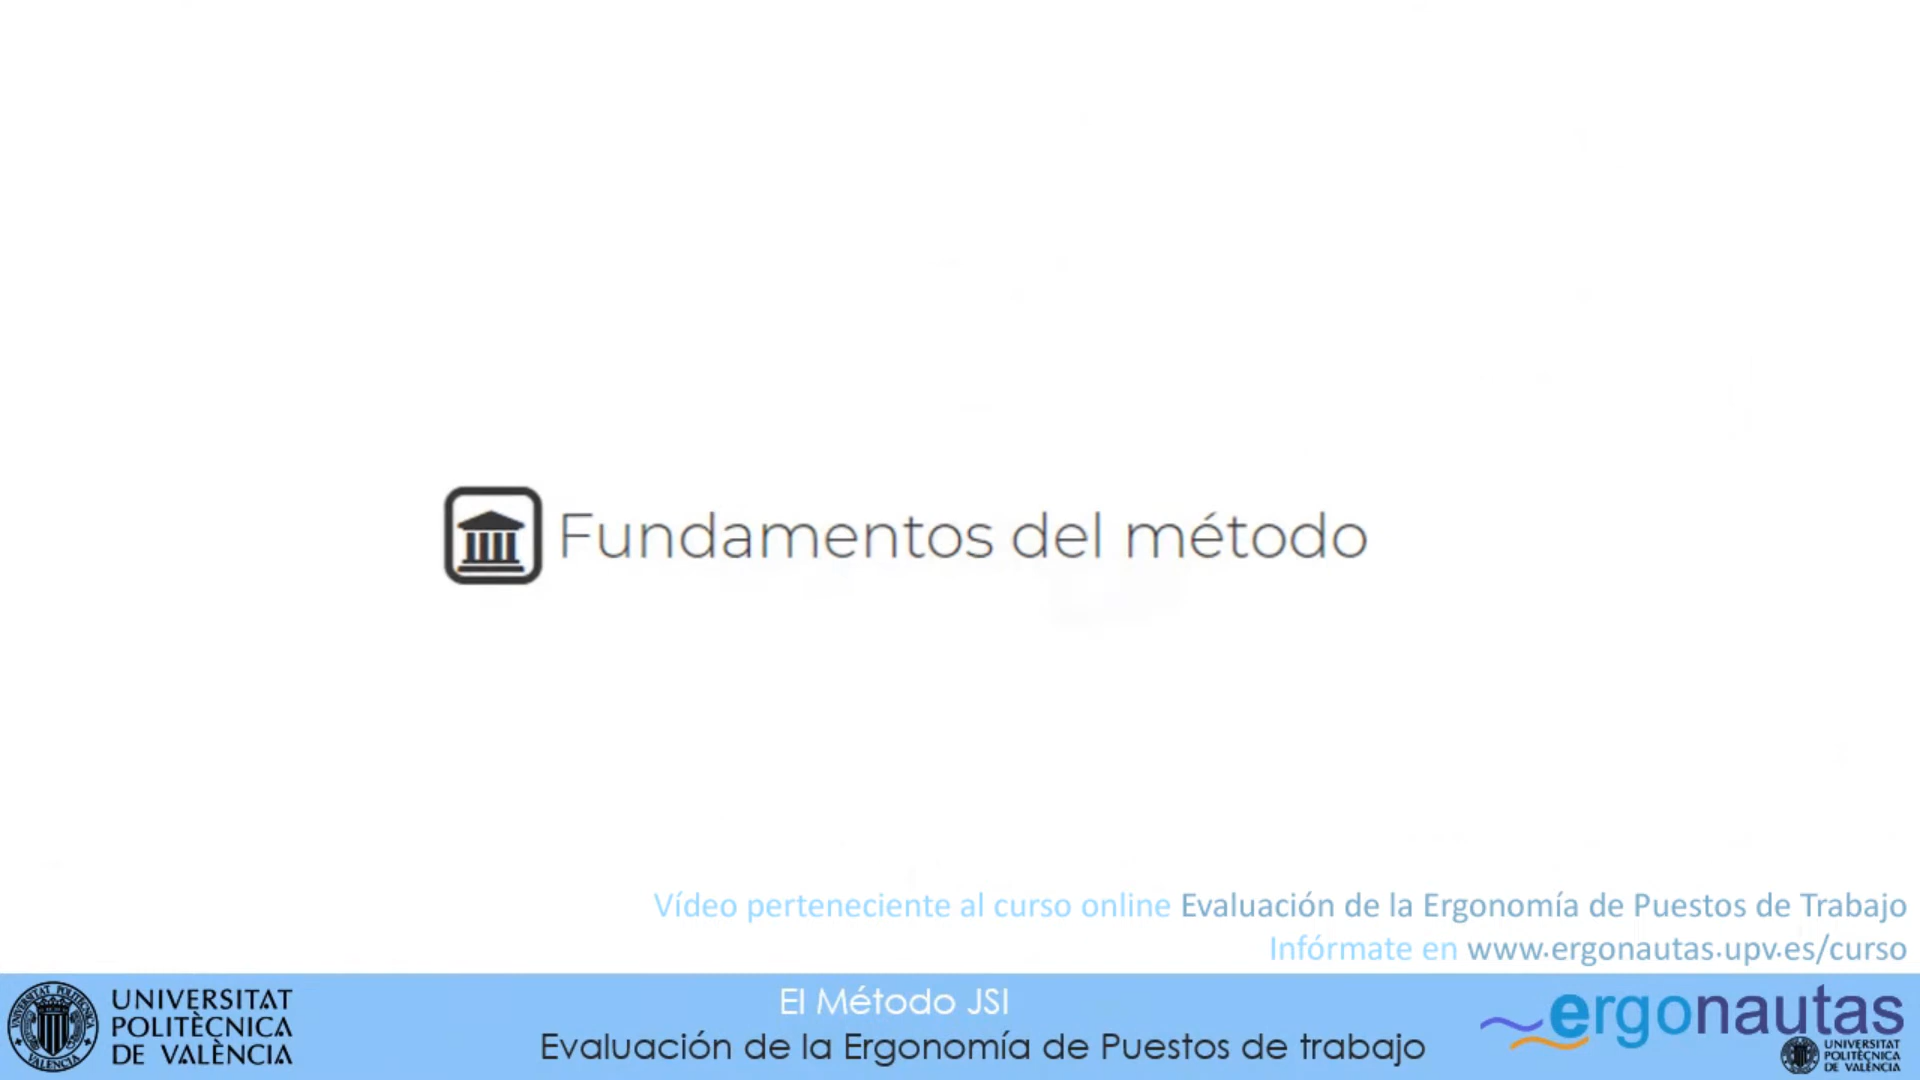 Fundamentos del método
Vídeo perteneciente al curso online Evaluación de la Ergonomía de Puestos de Trabajo
Infórmate en www.ergonautas.upv.es/curso
UNIVERSITAT
POLITÈCNICA
DE VALÈNCIA
El Método JSI
Evaluación de la Ergonomía de Puestos de trabajo
ergonautas
UNIVERSITAT
POLITÈCNICA
DE VALÈNCIA